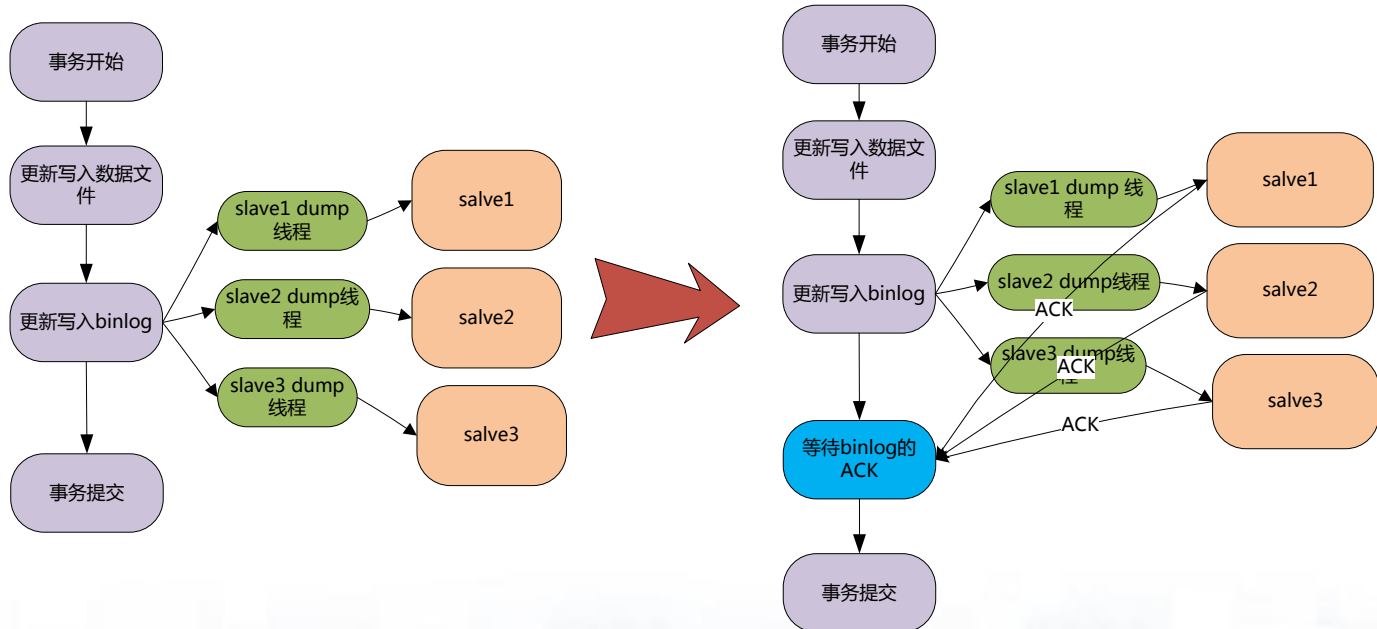 事务开始
更新写入数据文
件
更新写入binlog
事务提交
slave1 dump
线程
slave2 dump线
程
slave3 dump
线程
salve1
salve2
salve3
事务开始
更新写入数据文
件
更新写入binlog
等待binlog的
ACK
事务提交
slave1 dump 线
程
slave2 dump线程
slave3 dump线
程
ACK
ACK
ACK
salve1
salve2
salve3